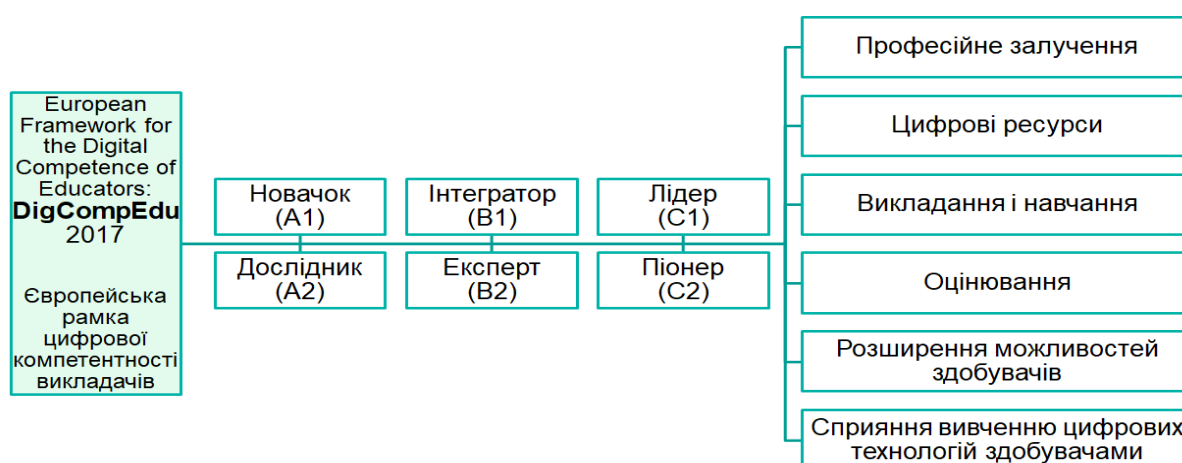 European
Framework for
the Digital
Competence of
Educators:
DigCompEdu
2017
Європейська
рамка
цифрової
компетентності
викладачів
Новачок
(A1)
Інтегратор
(B1)
Лідер
(C1)
Дослідник
(A2)
Експерт
(B2)
Піонер
(C2)
Професійне залучення
Цифрові ресурси
Викладання і навчання
Оцінювання
Розширення можливостей
здобувачів
Сприяння вивченню цифрових
технологій здобувачами